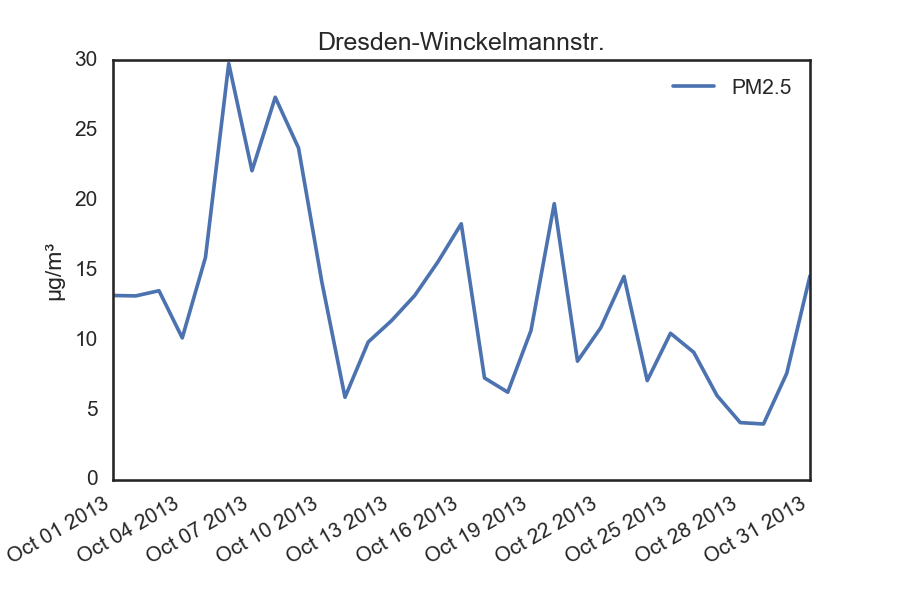 Dresden-Winckelmannstr.
PM2.5
µg/m³
30
25
20
15
10
5
0
Oct 01 2013
Oct 04 2013
Oct 07 2013
Oct 10 2013
Oct 13 2013
Oct 16 2013
Oct 19 2013
Oct 22 2013
Oct 25 2013
Oct 28 2013
Oct 31 2013